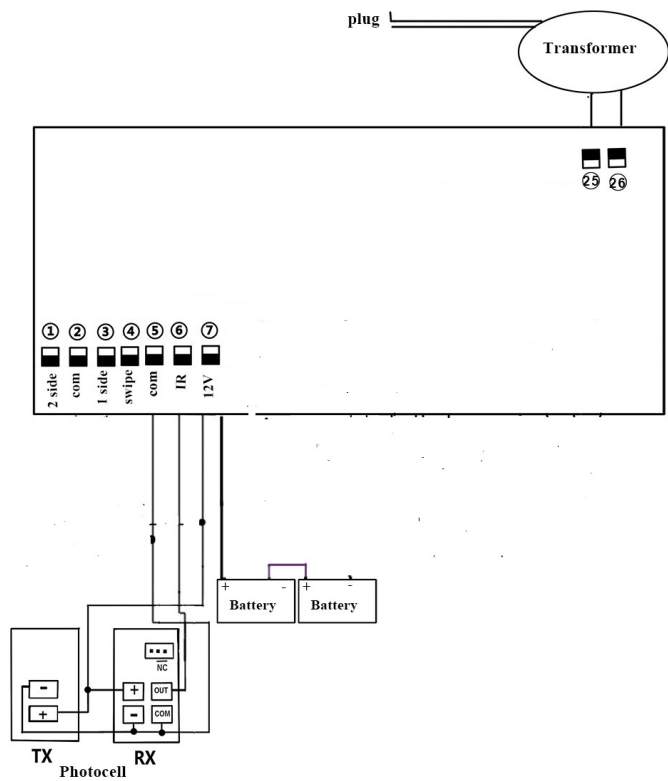 plug
Transformer
25 26
① ② ③ ④ ⑤ ⑥ ⑦
2 side com 1 side swipe com IR 12V
+ - + -
Battery Battery
NC
- + OUT
+ - COM
TX RX
Photocell